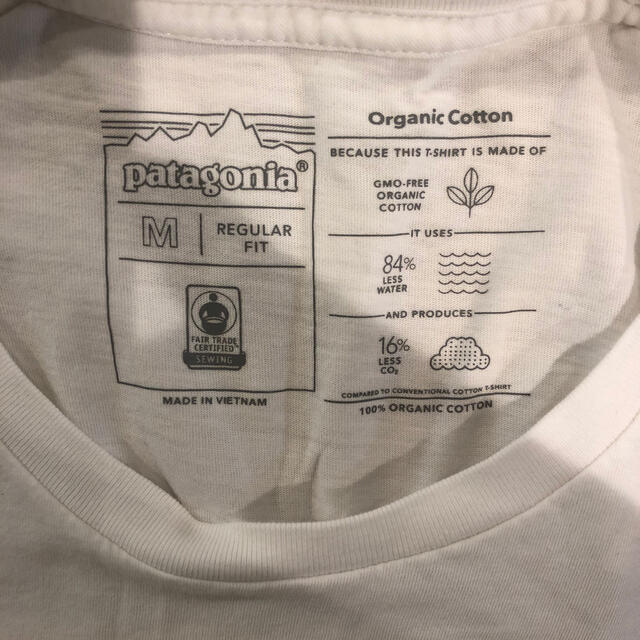 patagonia®
M
REGULAR
FIT
FAIR TRADE
CERTIFIED™
SEWING
MADE IN VIETNAM
Organic Cotton
BECAUSE THIS T-SHIRT IS MADE OF
GMO-FREE
ORGANIC
COTTON
IT USES
84%
LESS
WATER
AND PRODUCES
16%
LESS
CO₂
COMPARED TO CONVENTIONAL COTTON T-SHIRT
100% ORGANIC COTTON